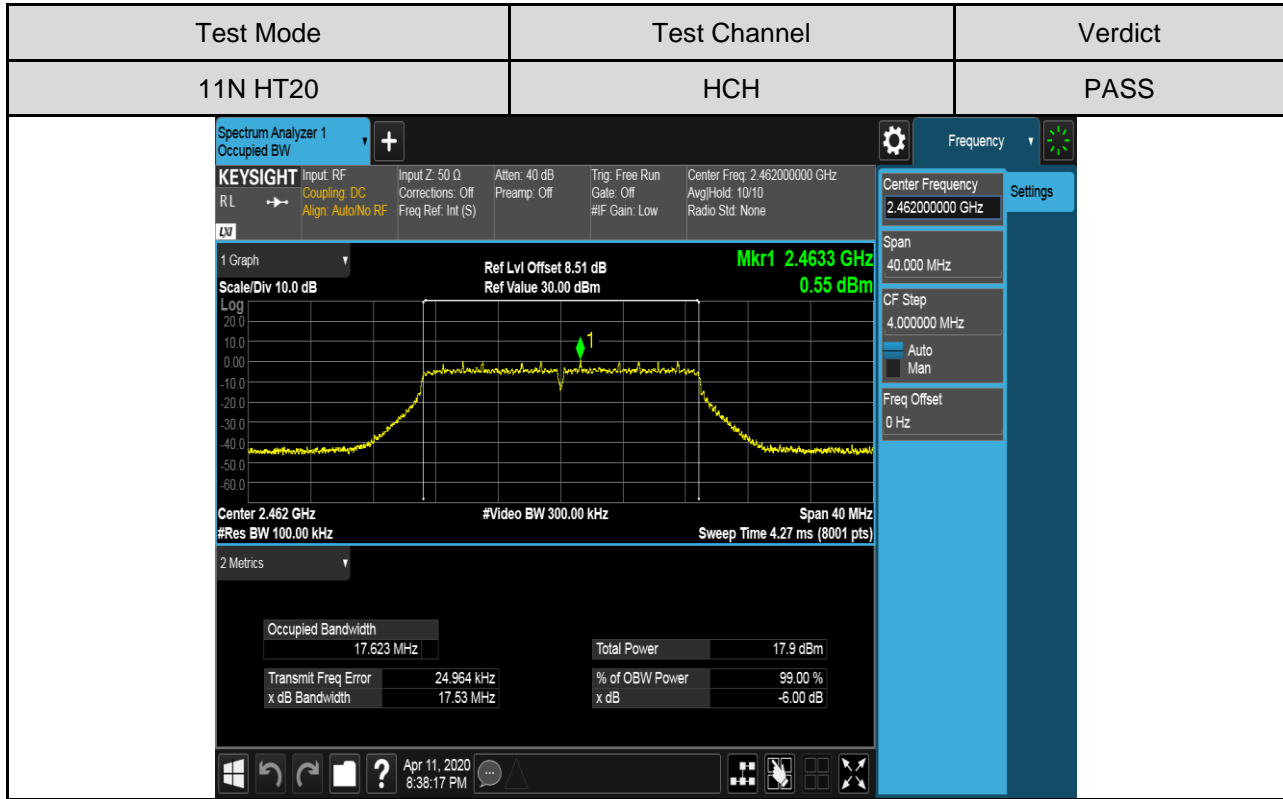 Test Mode Test Channel Verdict
11N HT20 HCH PASS
Spectrum Analyzer 1
Occupied BW
Frequency
KEYSIGHT Input: RF Input Z: 50 Ω Atten: 40 dB Trig: Free Run Center Freq: 2.462000000 GHz
RL Coupling: DC Corrections: Off Preamp: Off Gate: Off Avg|Hold: 10/10
Align: Auto/No RF Freq Ref: Int (S) #IF Gain: Low Radio Std: None
LXI
Center Frequency
2.462000000 GHz
Settings
Span
40.000 MHz
CF Step
4.000000 MHz
Auto
Man
Freq Offset
0 Hz
1 Graph
Ref Lvl Offset 8.51 dB
Mkr1 2.4633 GHz
Scale/Div 10.0 dB
Ref Value 30.00 dBm
0.55 dBm
Log
20.0
10.0
1
0.00
-10.0
-20.0
-30.0
-40.0
-50.0
-60.0
Center 2.462 GHz #Video BW 300.00 kHz Span 40 MHz
#Res BW 100.00 kHz Sweep Time 4.27 ms (8001 pts)
2 Metrics
Occupied Bandwidth
17.623 MHz
Total Power 17.9 dBm
Transmit Freq Error 24.964 kHz % of OBW Power 99.00 %
x dB Bandwidth 17.53 MHz x dB -6.00 dB
? Apr 11, 2020
8:38:17 PM